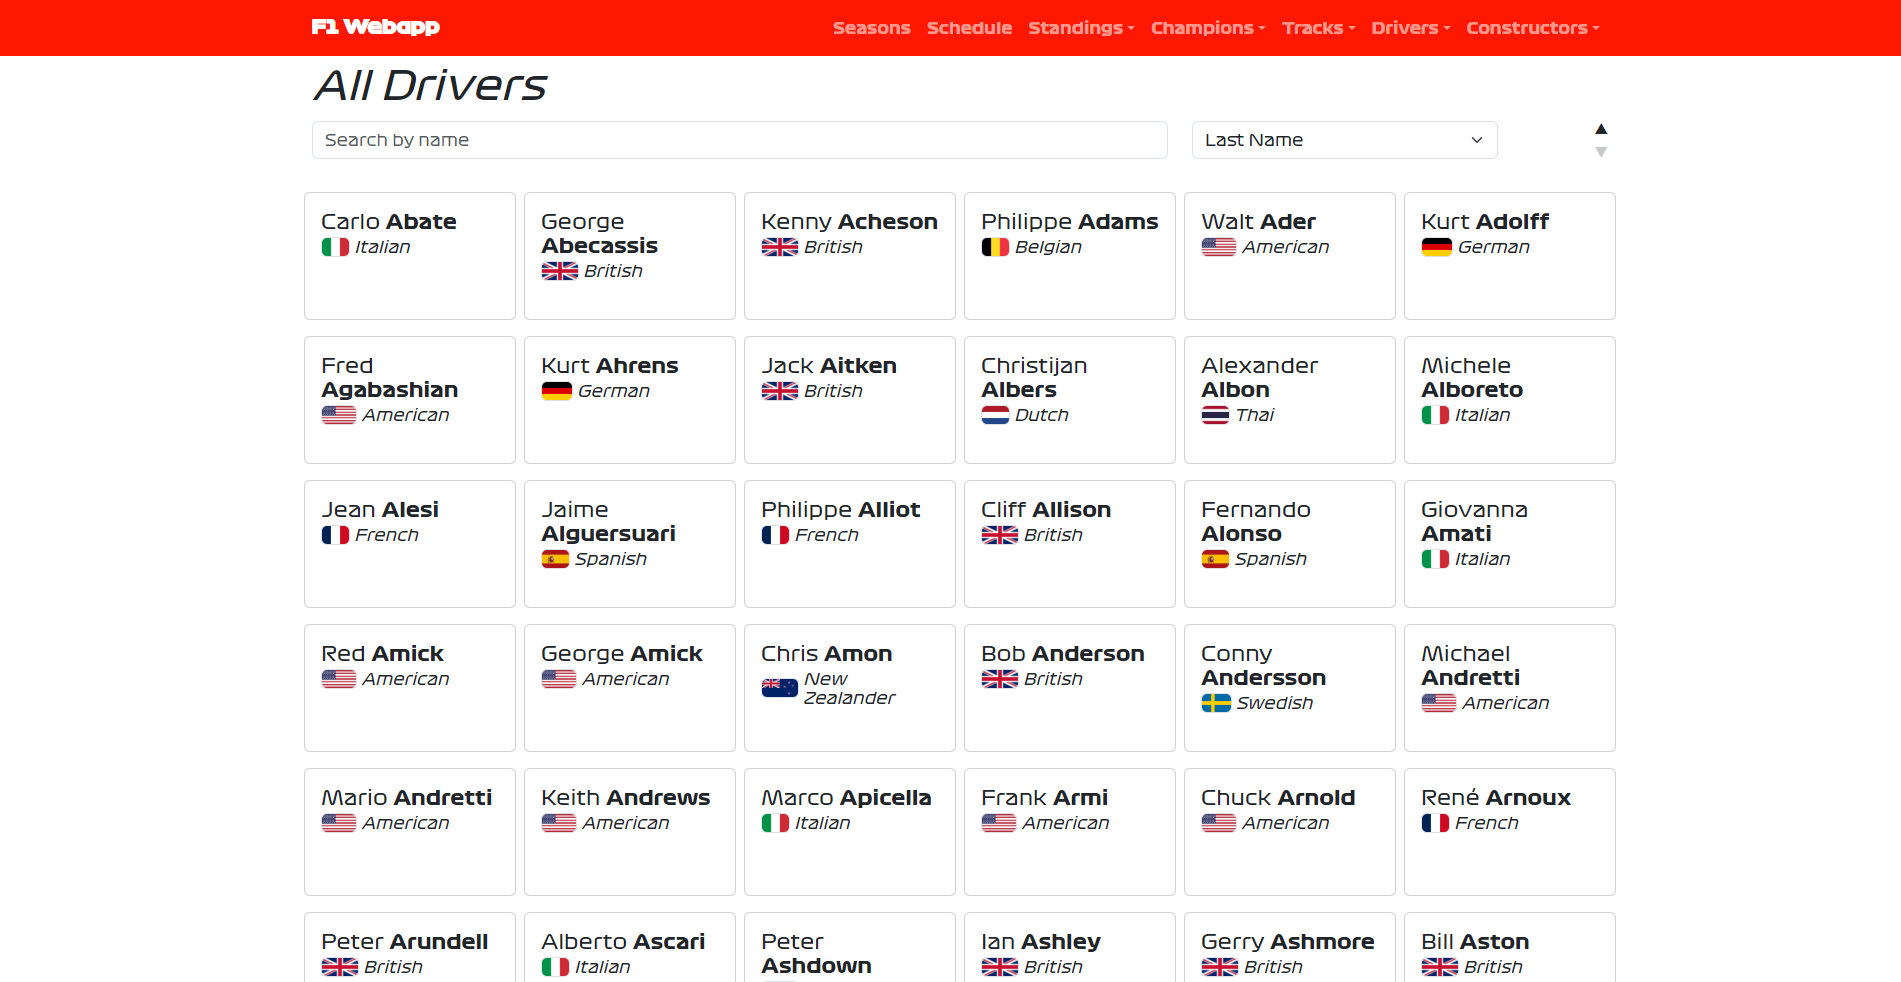 F1 Webapp
Seasons Schedule Standings Champions Tracks Drivers Constructors
All Drivers
Search by name
Last Name
Carlo Abate
Italian
George
Abecassis
British
Kenny Acheson
British
Philippe Adams
Belgian
Walt Ader
American
Kurt Adolff
German
Fred
Agabashian
American
Kurt Ahrens
German
Jack Aitken
British
Christijan
Albers
Dutch
Alexander
Albon
Thai
Michele
Alboreto
Italian
Jean Alesi
French
Jaime
Alguersuari
Spanish
Philippe Alliot
French
Cliff Allison
British
Fernando
Alonso
Spanish
Giovanna
Amati
Italian
Red Amick
American
George Amick
American
Chris Amon
New
Zealander
Bob Anderson
British
Conny
Andersson
Swedish
Michael
Andretti
American
Mario Andretti
American
Keith Andrews
American
Marco Apicella
Italian
Frank Armi
American
Chuck Arnold
American
René Arnoux
French
Peter Arundell
British
Alberto Ascari
Italian
Peter
Ashdown
Ian Ashley
British
Gerry Ashmore
British
Bill Aston
British